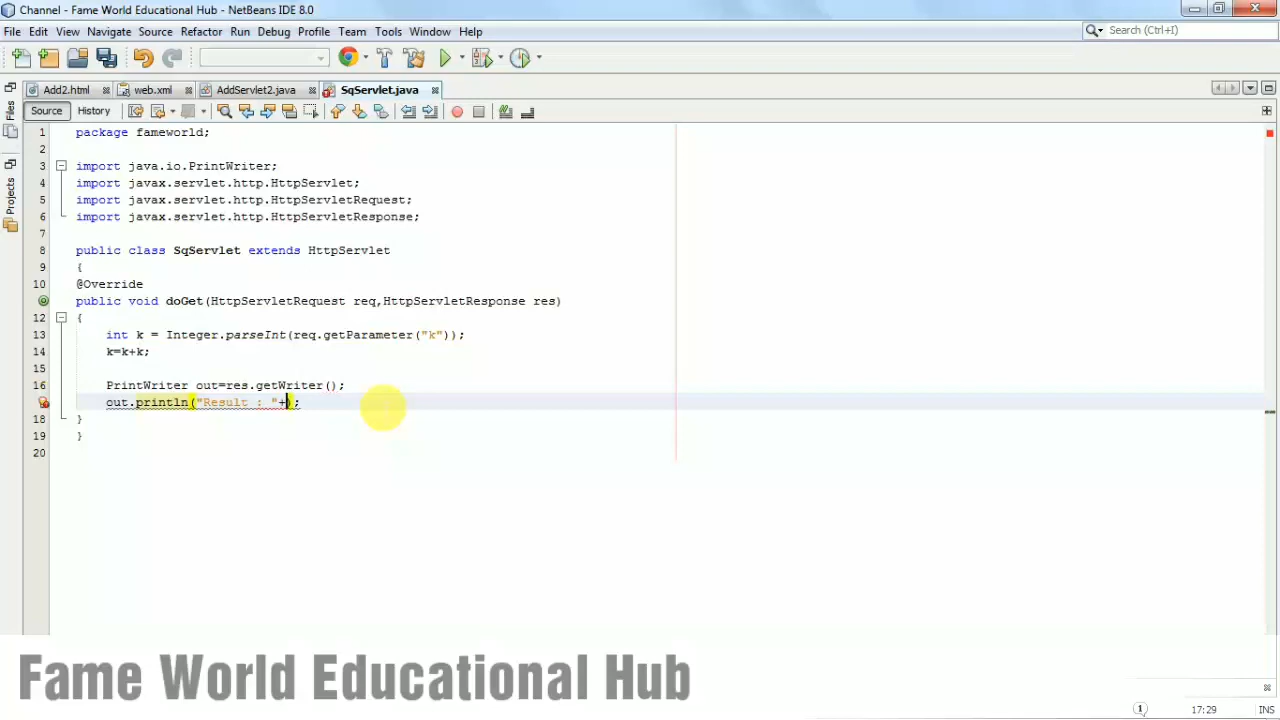 Channel - Fame World Educational Hub - NetBeans IDE 8.0
File Edit View Navigate Source Refactor Run Debug Profile Team Tools Window Help
Search (Ctrl+I)
Add2.html web.xml AddServlet2.java SqServlet.java
Source History
Files
Projects
1 package fameworld;
2
3 import java.io.PrintWriter;
4 import javax.servlet.http.HttpServlet;
5 import javax.servlet.http.HttpServletRequest;
6 import javax.servlet.http.HttpServletResponse;
7
8 public class SqServlet extends HttpServlet
9 {
10 @Override
public void doGet(HttpServletRequest req,HttpServletResponse res)
12 {
13 int k = Integer.parseInt(req.getParameter("k"));
14 k=k+k;
15
16 PrintWriter out=res.getWriter();
out.println("Result : "+);
18 }
19 }
20
Fame World Educational Hub
1 17:29 INS